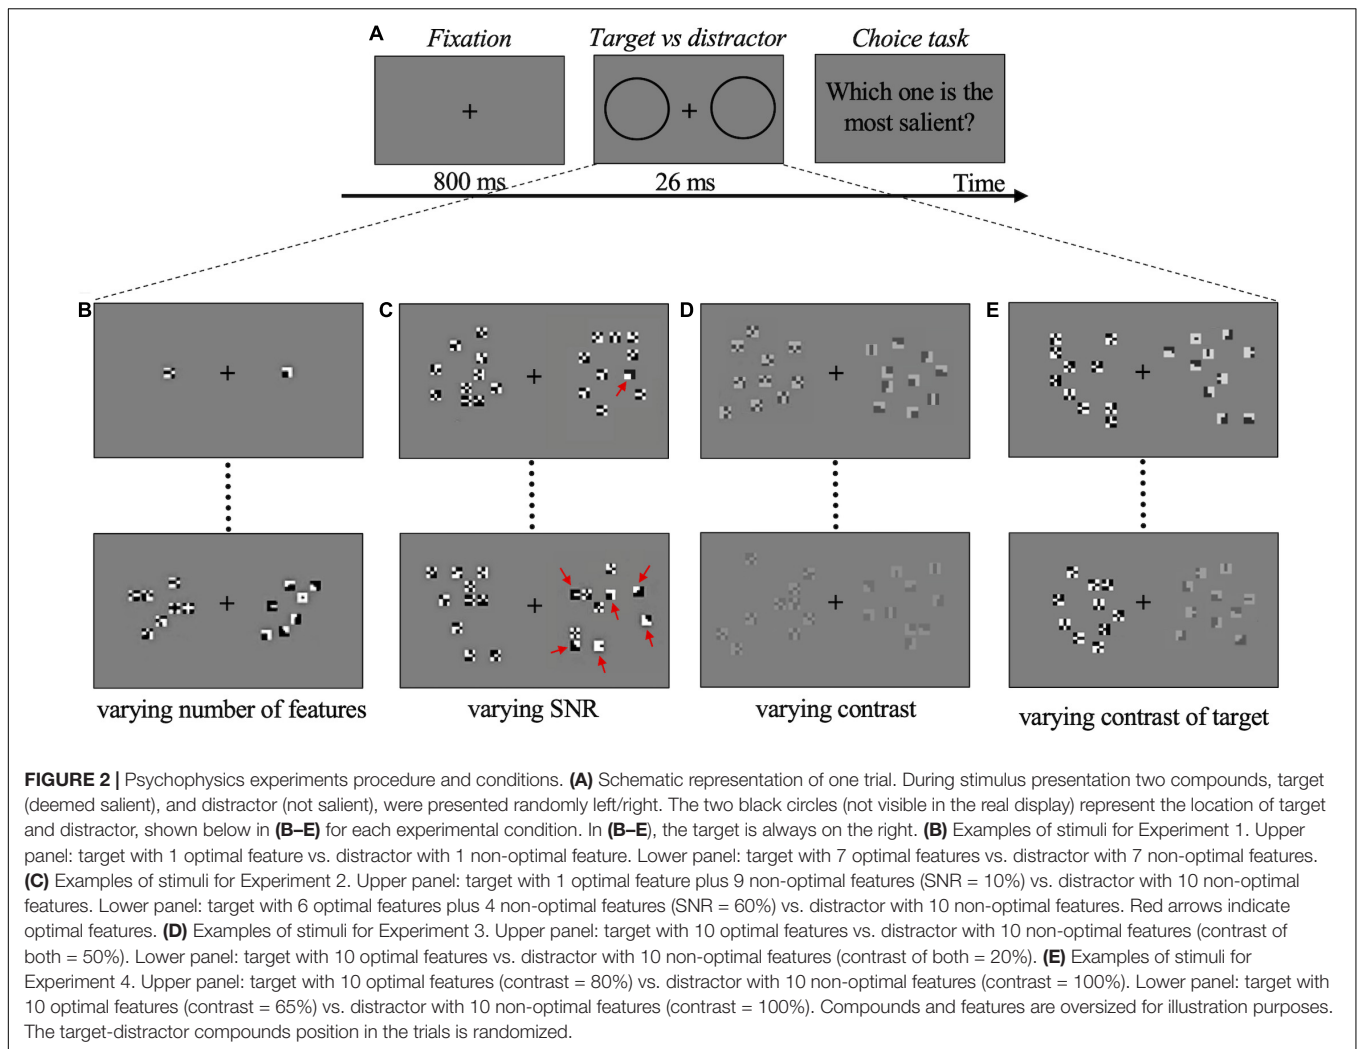 A
Fixation
Target vs distractor
Choice task
Which one is the
most salient?
800 ms
26 ms
Time
B
C
D
E
varying number of features
varying SNR
varying contrast
varying contrast of target
FIGURE 2 | Psychophysics experiments procedure and conditions. (A) Schematic representation of one trial. During stimulus presentation two compounds, target
(deemed salient), and distractor (not salient), were presented randomly left/right. The two black circles (not visible in the real display) represent the location of target
and distractor, shown below in (B–E) for each experimental condition. In (B–E), the target is always on the right. (B) Examples of stimuli for Experiment 1. Upper
panel: target with 1 optimal feature vs. distractor with 1 non-optimal feature. Lower panel: target with 7 optimal features vs. distractor with 7 non-optimal features.
(C) Examples of stimuli for Experiment 2. Upper panel: target with 1 optimal feature plus 9 non-optimal features (SNR = 10%) vs. distractor with 10 non-optimal
features. Lower panel: target with 6 optimal features plus 4 non-optimal features (SNR = 60%) vs. distractor with 10 non-optimal features. Red arrows indicate
optimal features. (D) Examples of stimuli for Experiment 3. Upper panel: target with 10 optimal features vs. distractor with 10 non-optimal features (contrast of
both = 50%). Lower panel: target with 10 optimal features vs. distractor with 10 non-optimal features (contrast of both = 20%). (E) Examples of stimuli for
Experiment 4. Upper panel: target with 10 optimal features (contrast = 80%) vs. distractor with 10 non-optimal features (contrast = 100%). Lower panel: target with
10 optimal features (contrast = 65%) vs. distractor with 10 non-optimal features (contrast = 100%). Compounds and features are oversized for illustration purposes.
The target-distractor compounds position in the trials is randomized.